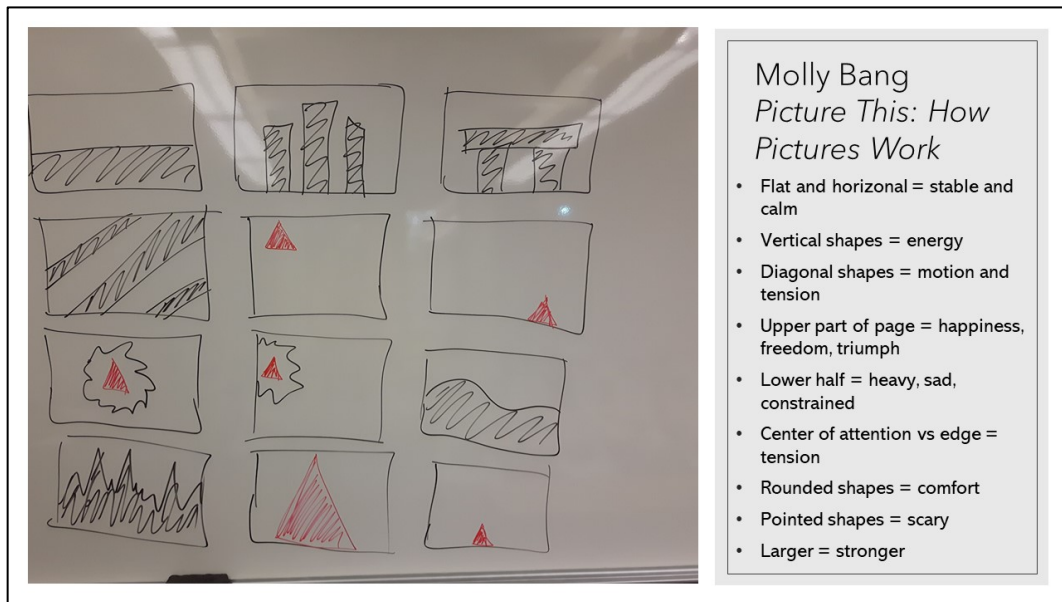 Molly Bang
Picture This: How
Pictures Work
• Flat and horizonal = stable and
calm
• Vertical shapes = energy
• Diagonal shapes = motion and
tension
• Upper part of page = happiness,
freedom, triumph
• Lower half = heavy, sad,
constrained
• Center of attention vs edge =
tension
• Rounded shapes = comfort
• Pointed shapes = scary
• Larger = stronger